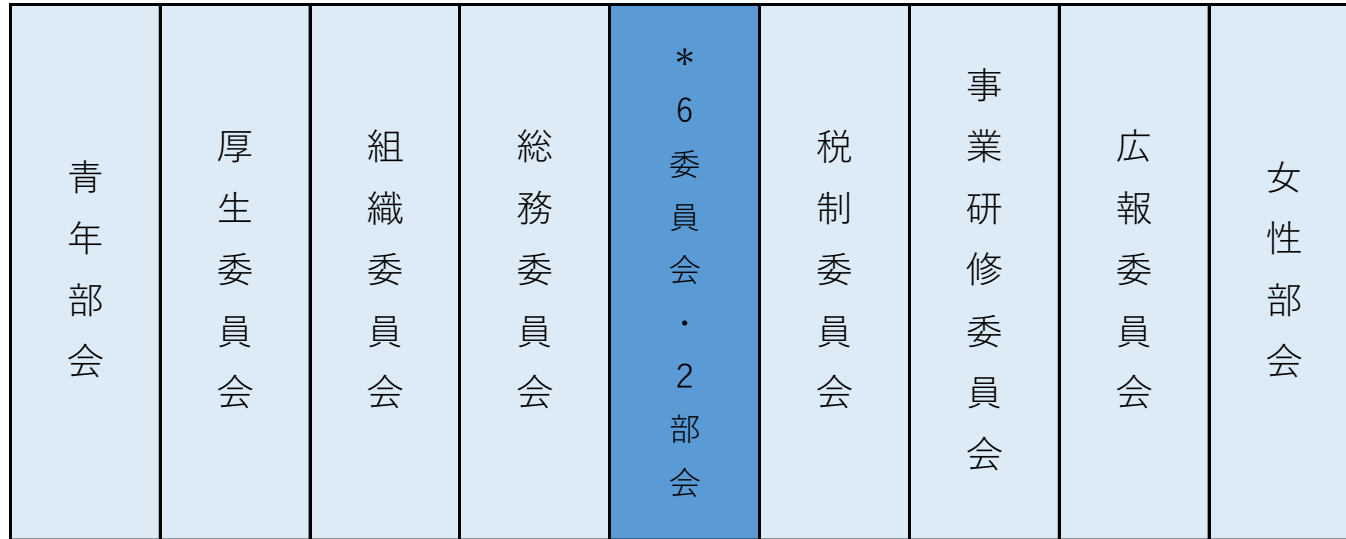 青年部会
厚生委員会
組織委員会
総務委員会
*6委員会・2部会
税制委員会
事業研修委員会
広報委員会
女性部会